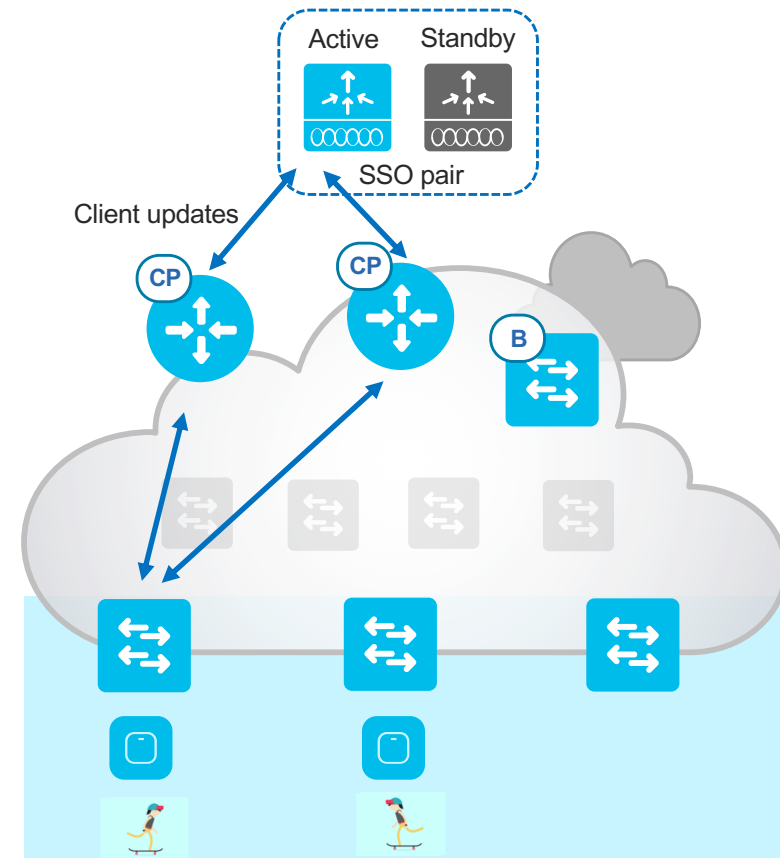 Active Standby
SSO pair
Client updates
CP
CP
B